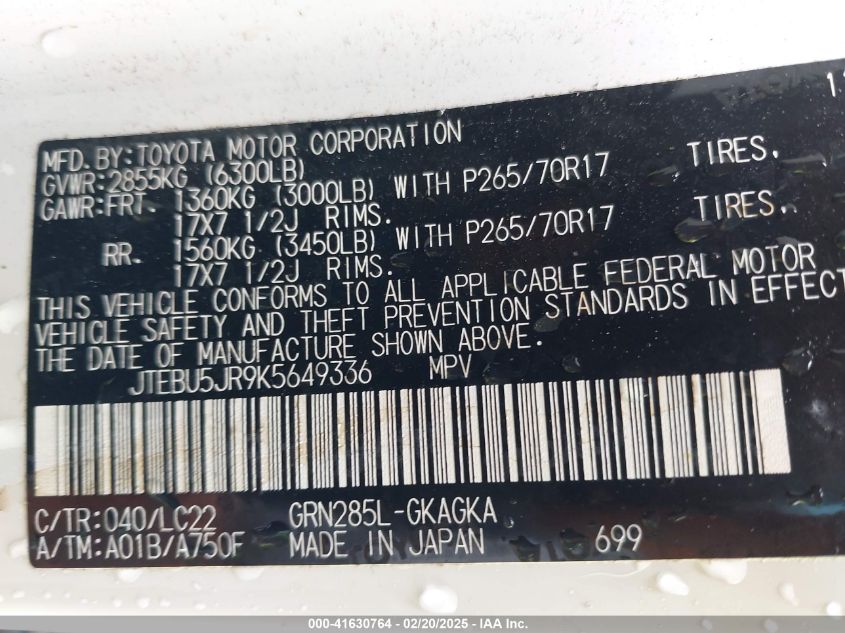 MFD. BY: TOYOTA MOTOR CORPORATION
GVWR: 2855KG (6300LB)
GAWR: FRT. 1360KG (3000LB) WITH P265/70R17 TIRES.
17X7 1/2J RIMS.
RR. 1560KG (3450LB) WITH P265/70R17 TIRES.
17X7 1/2J RIMS.
THIS VEHICLE CONFORMS TO ALL APPLICABLE FEDERAL MOTOR
VEHICLE SAFETY AND THEFT PREVENTION STANDARDS IN EFFECT
THE DATE OF MANUFACTURE SHOWN ABOVE.
JTEBU5JR9K5649336 MPV
C/TR: 040/LC22 GRN285L-GKAGKA
A/TM: A01B/A750F MADE IN JAPAN 699
000-41630764 - 02/20/2025 - IAAI.COM